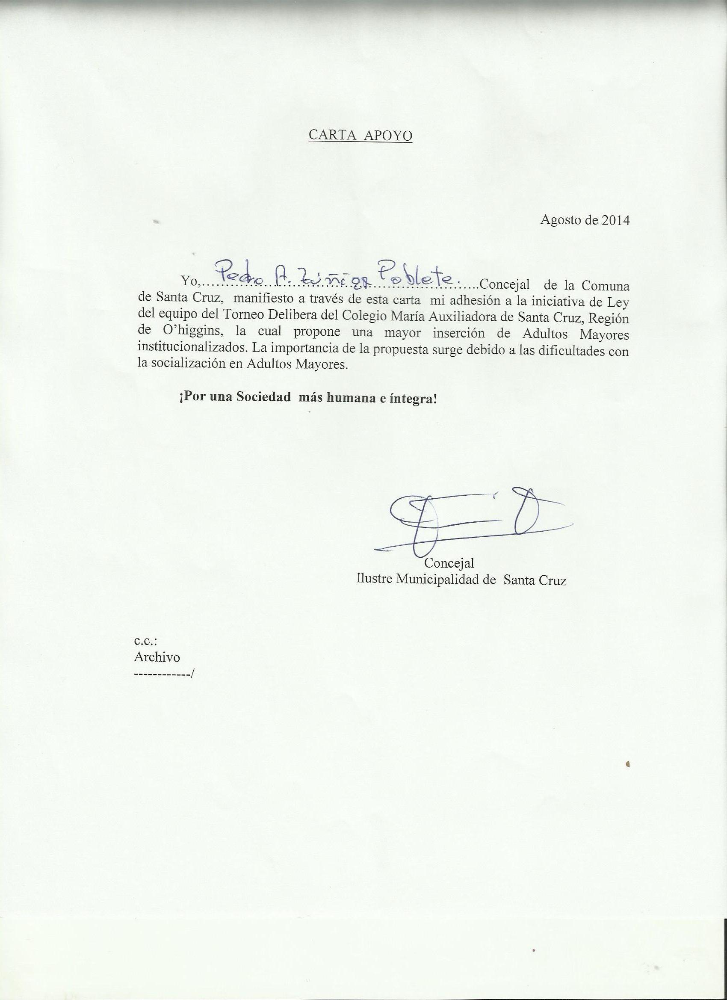 CARTA APOYO
Agosto de 2014
Yo,......Pedro A. Zúñiga Poblete.......Concejal de la Comuna
de Santa Cruz, manifiesto a través de esta carta mi adhesión a la iniciativa de Ley
del equipo del Torneo Delibera del Colegio María Auxiliadora de Santa Cruz, Región
de O’higgins, la cual propone una mayor inserción de Adultos Mayores
institucionalizados. La importancia de la propuesta surge debido a las dificultades con
la socialización en Adultos Mayores.
¡Por una Sociedad más humana e íntegra!
Concejal
Ilustre Municipalidad de Santa Cruz
c.c.:
Archivo
------------/